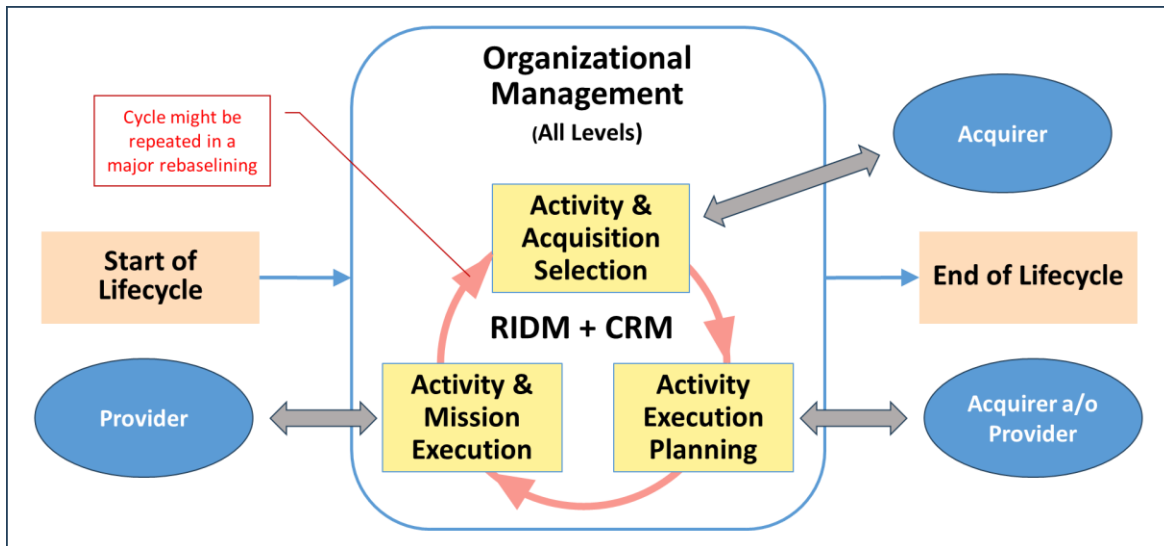 Organizational
Management
(All Levels)
Cycle might be
repeated in a
major rebaselining
Acquirer
Activity &
Acquisition
Selection
Start of
Lifecycle
End of Lifecycle
RIDM + CRM
Provider
Activity &
Mission
Execution
Activity
Execution
Planning
Acquirer a/o
Provider